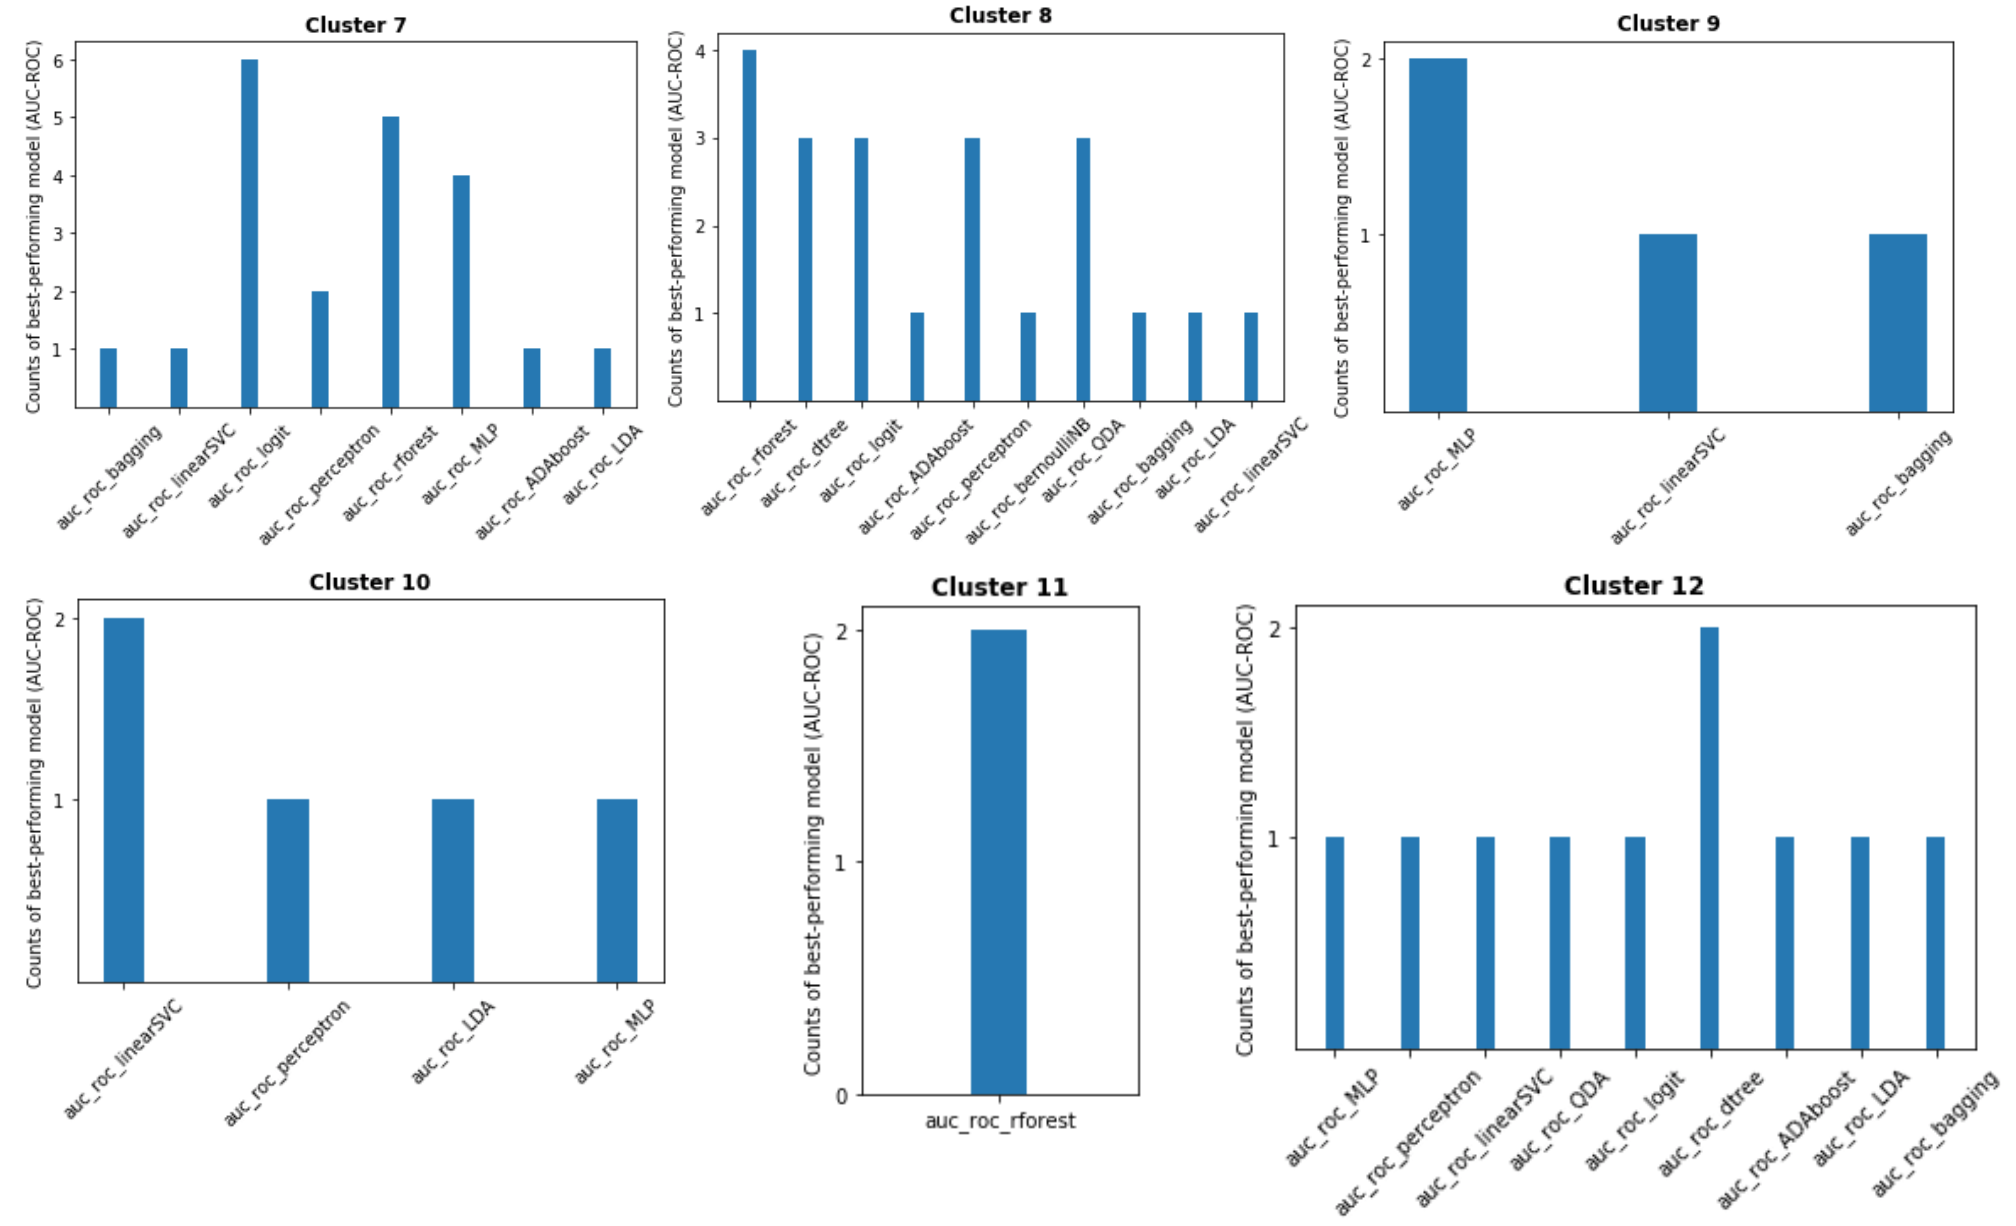 Cluster 7
Counts of best-performing model (AUC-ROC)
6
5
4
3
2
1
auc_roc_bagging
auc_roc_linearSVC
auc_roc_logit
auc_roc_perceptron
auc_roc_rforest
auc_roc_MLP
auc_roc_ADAboost
auc_roc_LDA
Cluster 8
Counts of best-performing model (AUC-ROC)
4
3
2
1
auc_roc_rforest
auc_roc_dtree
auc_roc_logit
auc_roc_ADAboost
auc_roc_perceptron
auc_roc_bernoulliNB
auc_roc_QDA
auc_roc_bagging
auc_roc_LDA
auc_roc_linearSVC
Cluster 9
Counts of best-performing model (AUC-ROC)
2
1
auc_roc_MLP
auc_roc_linearSVC
auc_roc_bagging
Cluster 10
Counts of best-performing model (AUC-ROC)
2
1
auc_roc_linearSVC
auc_roc_perceptron
auc_roc_LDA
auc_roc_MLP
Cluster 11
Counts of best-performing model (AUC-ROC)
2
1
0
auc_roc_rforest
Cluster 12
Counts of best-performing model (AUC-ROC)
2
1
auc_roc_MLP
auc_roc_perceptron
auc_roc_linearSVC
auc_roc_QDA
auc_roc_logit
auc_roc_dtree
auc_roc_ADAboost
auc_roc_LDA
auc_roc_bagging